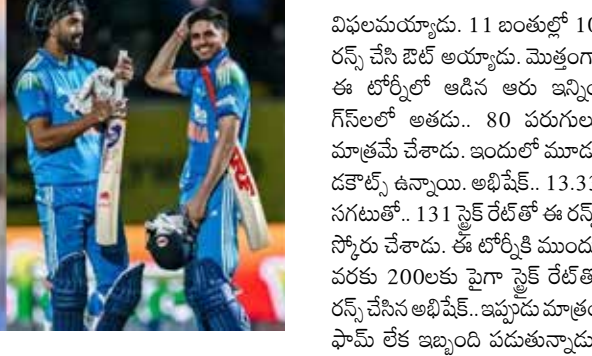 విఫలమయ్యాడు. 11 బంతుల్లో 10
రన్స్ చేసి ఔట్ అయ్యాడు. మొత్తంగా
ఈ టోర్నీలో ఆడిన ఆరు ఇన్నిం
గ్స్‌లలో అతడు.. 80 పరుగులు
మాత్రమే చేశాడు. ఇందులో మూడు
డకౌట్స్ ఉన్నాయి. అభిషేక్.. 13.33
సగటుతో.. 131 స్ట్రైక్ రేట్‌తో ఈ రన్స్
స్కోరు చేశాడు. ఈ టోర్నీకి ముందు
వరకు 200లకు పైగా స్ట్రైక్ రేట్‌తో
రన్స్ చేసిన అభిషేక్.. ఇప్పుడు మాత్రం
ఫామ్ లేక ఇబ్బంది పడుతున్నాడు